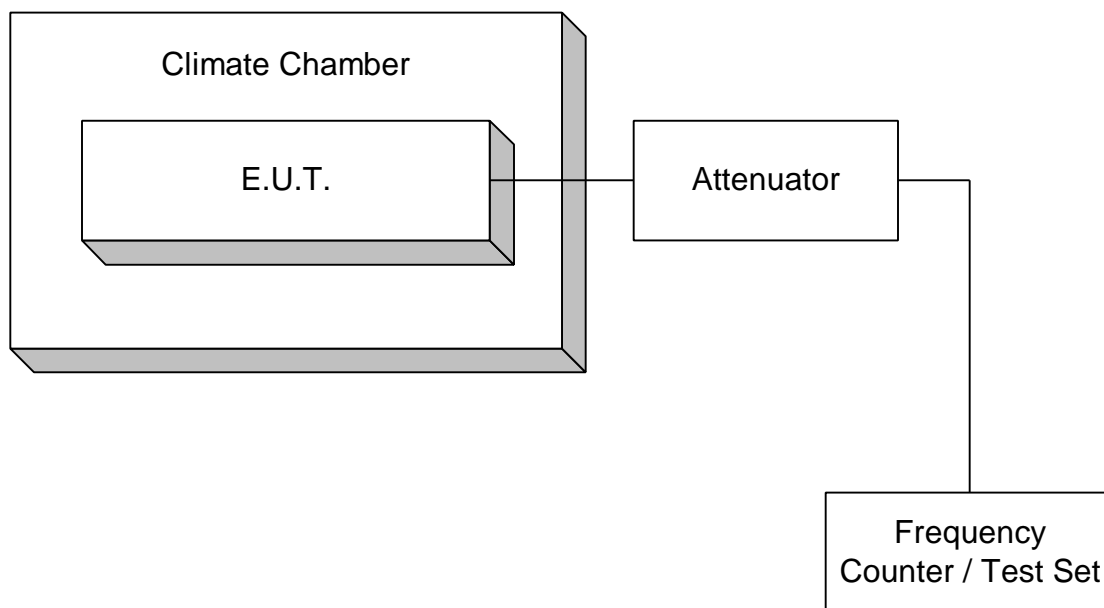 Climate Chamber
E.U.T.
Attenuator
Frequency
Counter / Test Set